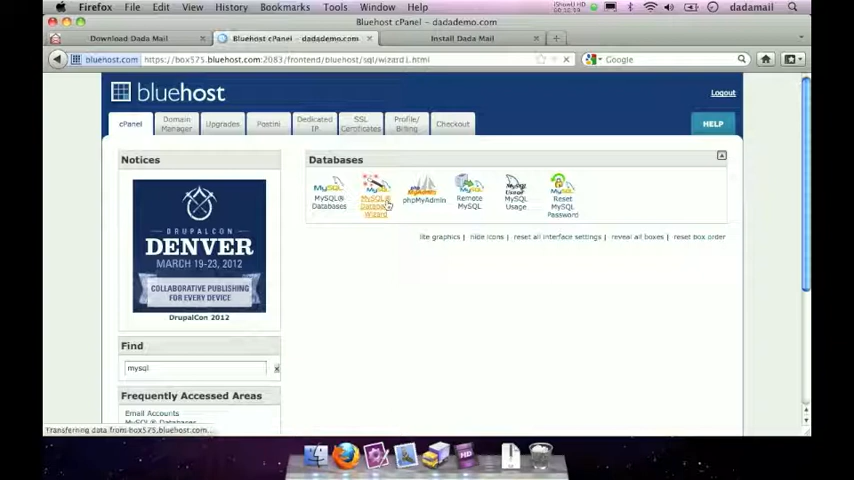 Firefox File Edit View History Bookmarks Tools Window Help dadamail
Bluehost cPanel – dadademo.com
Download Dada Mail
Bluehost cPanel – dadademo.com
Install Dada Mail
bluehost.com https://box575.bluehost.com:2083/frontend/bluehost/sql/wizard1.html
Google
bluehost
Logout
cPanel
Domain Manager
Upgrades
Postini
Dedicated IP
SSL Certificates
Profile/ Billing
Checkout
HELP
Notices
Databases
MySQL® Databases
MySQL® Database Wizard
phpMyAdmin
Remote MySQL
MySQL Usage
Reset MySQL Password
DRUPALCON
DENVER
MARCH 19-23, 2012
COLLABORATIVE PUBLISHING
FOR EVERY DEVICE
DrupalCon 2012
lite graphics | hide icons | reset all interface settings | reveal all boxes | reset box order
Find
mysql
Frequently Accessed Areas
Email Accounts
MySQL® Databases
Transferring data from box575.bluehost.com...
HD